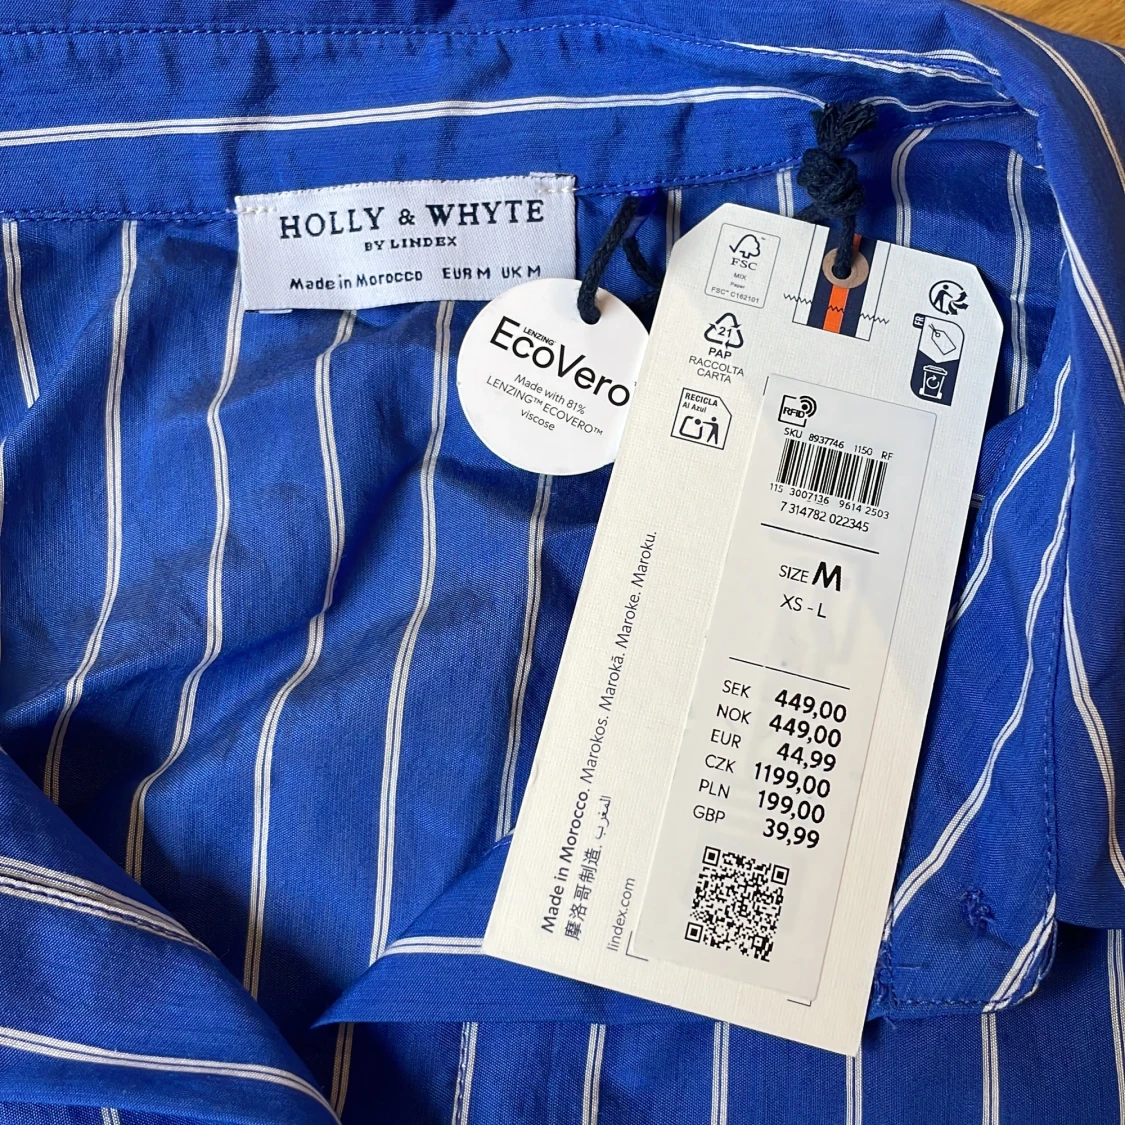 HOLLY & WHYTE
BY LINDEX
Made in Morocco EUR M UK M
LENZING
EcoVero
Made with 81%
LENZING™ ECOVERO™
viscose
FSC
MIX
Paper
FSC® C162101
21
PAP
RACCOLTA
CARTA
RECICLA
Al Azul
FR
RFID
SKU 8937746 1150 RF
115 3007136 9614 2503
7 314782 022345
SIZE M
XS - L
SEK 449,00
NOK 449,00
EUR 44,99
CZK 1199,00
PLN 199,00
GBP 39,99
Made in Morocco. Marokos. Marokā. Maroke. Maroku.
摩洛哥制造. المغرب
lindex.com